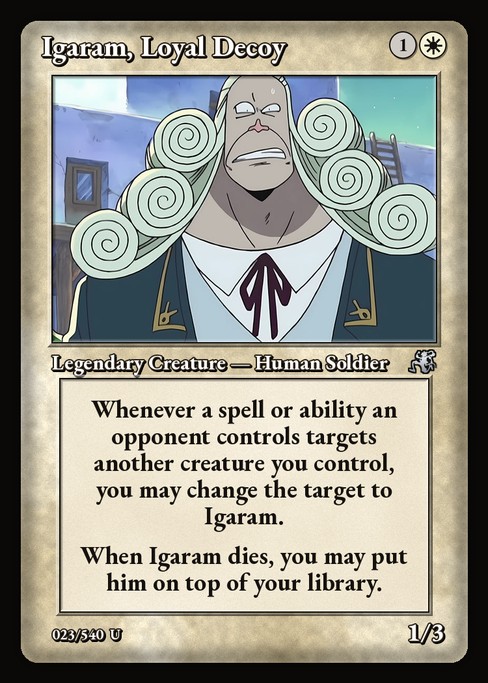 Igaram, Loyal Decoy 1
Legendary Creature — Human Soldier
Whenever a spell or ability an
opponent controls targets
another creature you control,
you may change the target to
Igaram.
When Igaram dies, you may put
him on top of your library.
023/540 U 1/3